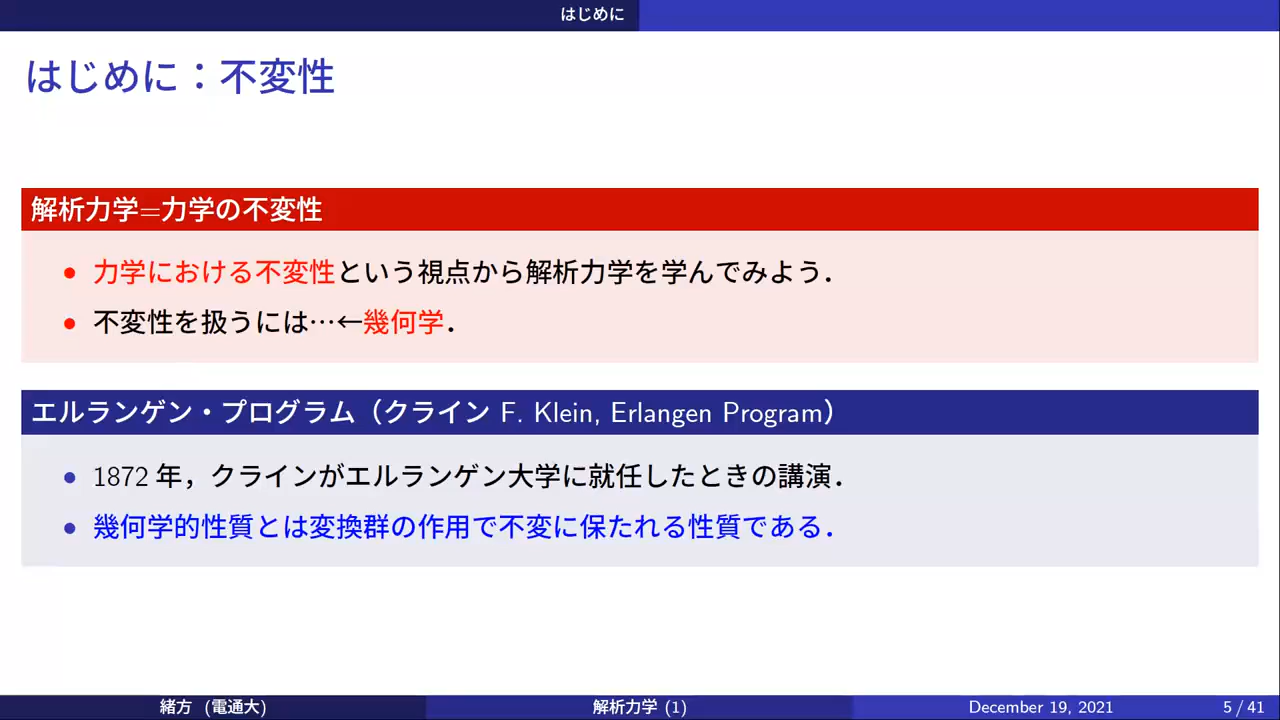 はじめに
はじめに：不変性
解析力学=力学の不変性
• 力学における不変性という視点から解析力学を学んでみよう．
• 不変性を扱うには…←幾何学．
エルランゲン・プログラム（クライン F. Klein, Erlangen Program）
• 1872 年，クラインがエルランゲン大学に就任したときの講演．
• 幾何学的性質とは変換群の作用で不変に保たれる性質である．
緒方 (電通大) 解析力学 (1) December 19, 2021 5 / 41